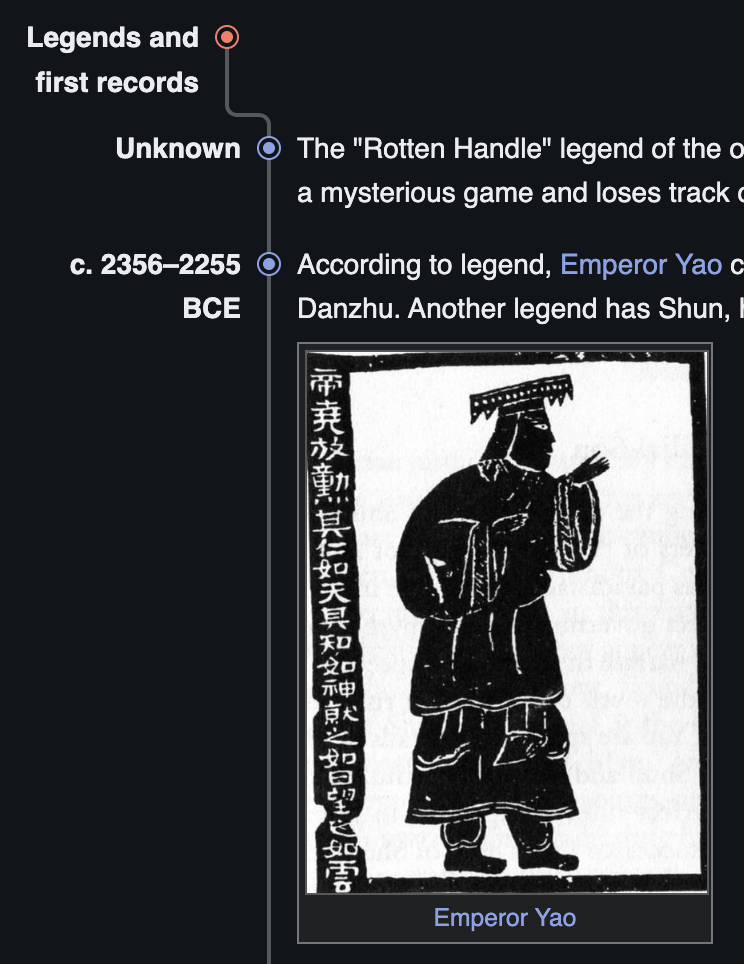 Legends and
first records
Unknown
The "Rotten Handle" legend of the o
a mysterious game and loses track
c. 2356–2255
BCE
According to legend, Emperor Yao c
Danzhu. Another legend has Shun,
帝堯放勳其仁如天其知如神就之如日望之如雲
Emperor Yao